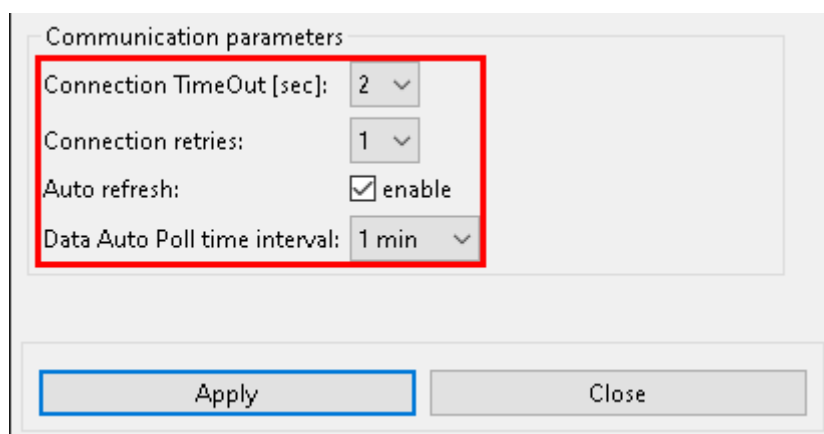 Communication parameters
Connection TimeOut [sec]: 2
Connection retries: 1
Auto refresh: enable
Data Auto Poll time interval: 1 min
Apply Close